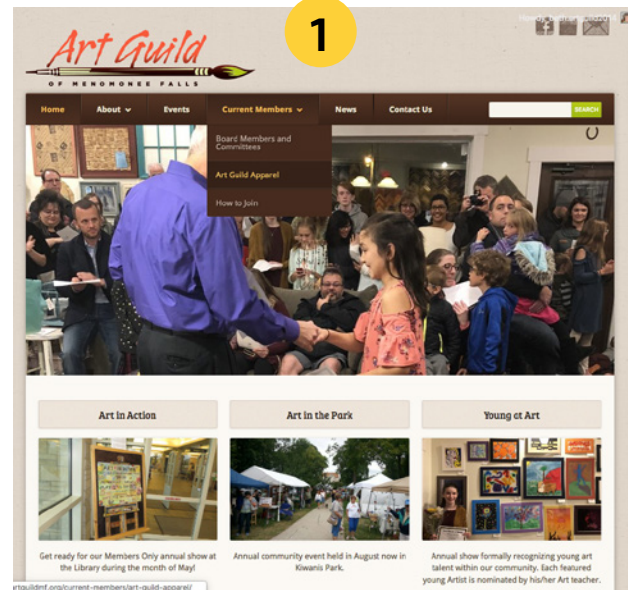 1
Art Guild
OF MENOMONEE FALLS
Home About Events Current Members News Contact Us SEARCH
Board Members and
Committees
Art Guild Apparel
How to Join
Art in Action
Art in the Park
Young at Art
Get ready for our Members Only annual show at
the Library during the month of May!
Annual community event held in August now in
Kiwanis Park.
Annual show formally recognizing young art
talent within our community. Each featured
young Artist is nominated by his/her Art teacher.
artguildmf.org/current-members/art-guild-apparel/